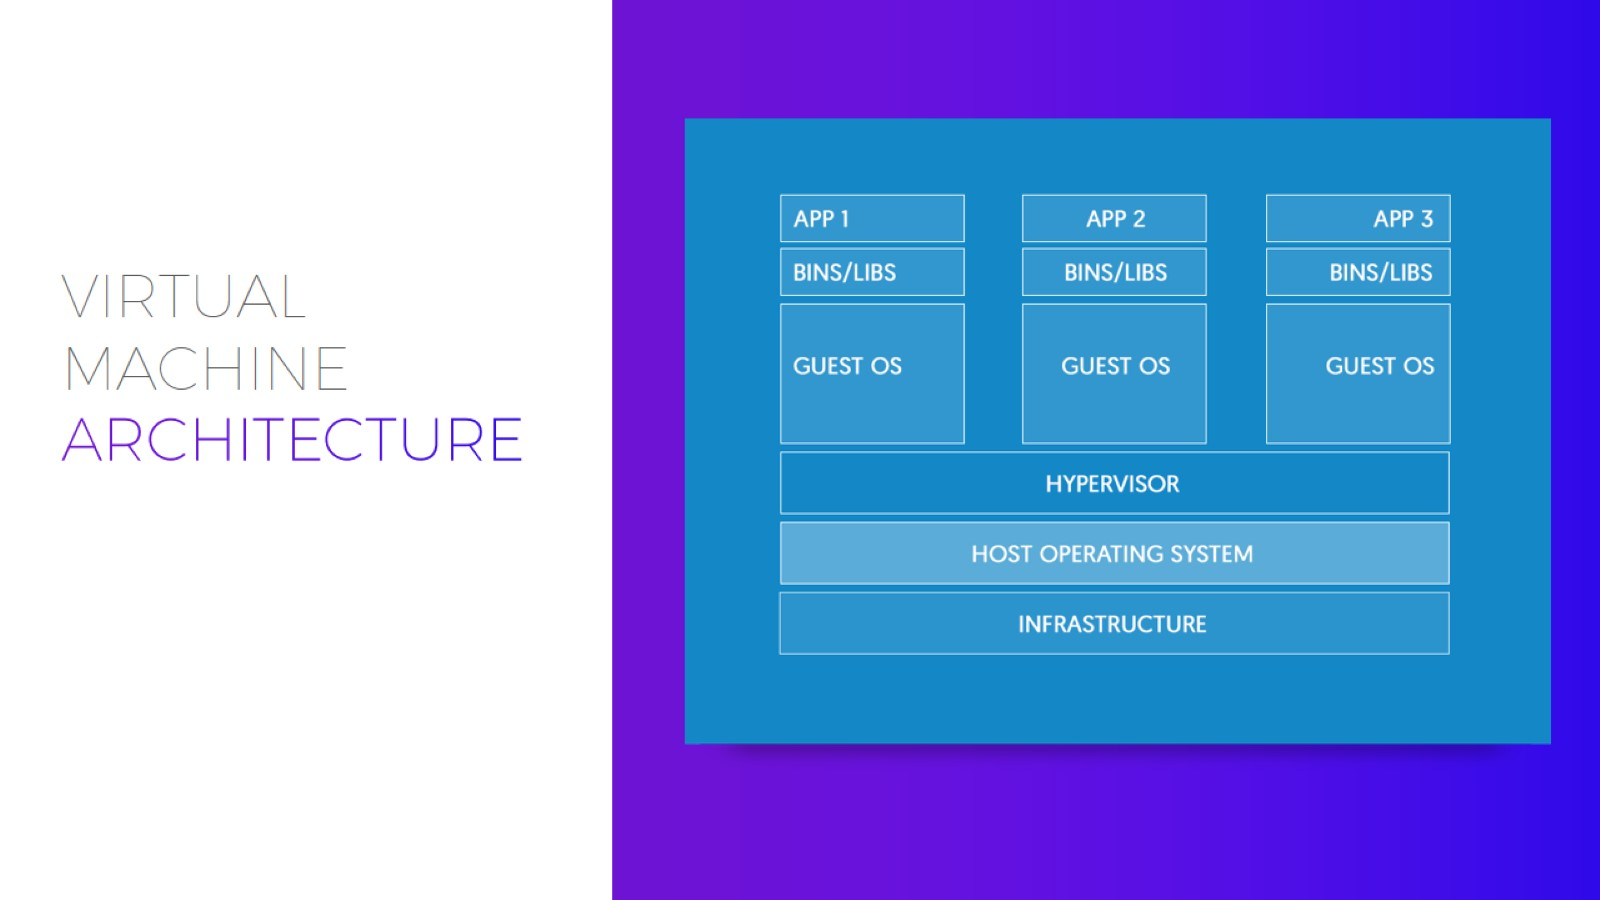 VIRTUAL
MACHINE
ARCHITECTURE
APP 1
APP 2
APP 3
BINS/LIBS
BINS/LIBS
BINS/LIBS
GUEST OS
GUEST OS
GUEST OS
HYPERVISOR
HOST OPERATING SYSTEM
INFRASTRUCTURE